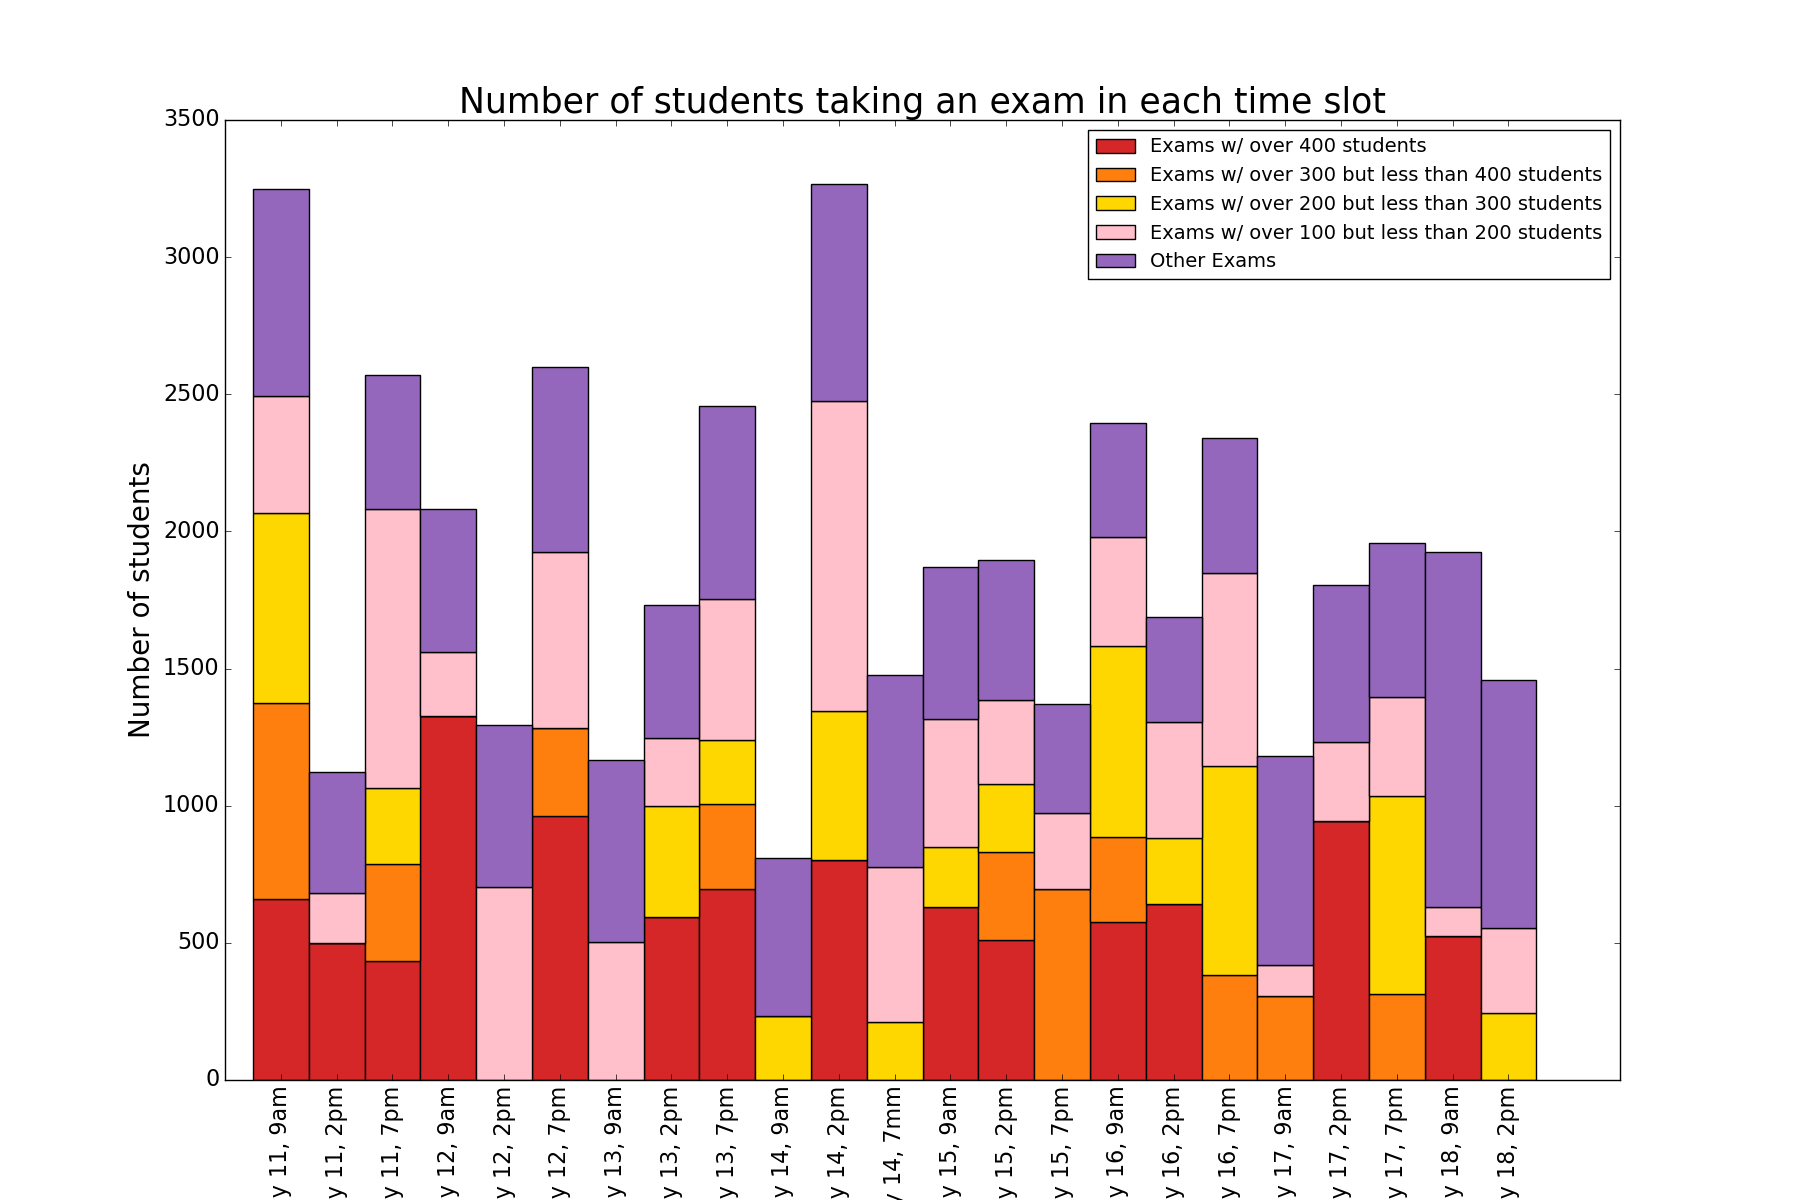 Number of students taking an exam in each time slot
Number of students
3500
3000
2500
2000
1500
1000
500
0
Exams w/ over 400 students
Exams w/ over 300 but less than 400 students
Exams w/ over 200 but less than 300 students
Exams w/ over 100 but less than 200 students
Other Exams
y 11, 9am
y 11, 2pm
y 11, 7pm
y 12, 9am
y 12, 2pm
y 12, 7pm
y 13, 9am
y 13, 2pm
y 13, 7pm
y 14, 9am
y 14, 2pm
y 14, 7mm
y 15, 9am
y 15, 2pm
y 15, 7pm
y 16, 9am
y 16, 2pm
y 16, 7pm
y 17, 9am
y 17, 2pm
y 17, 7pm
y 18, 9am
y 18, 2pm